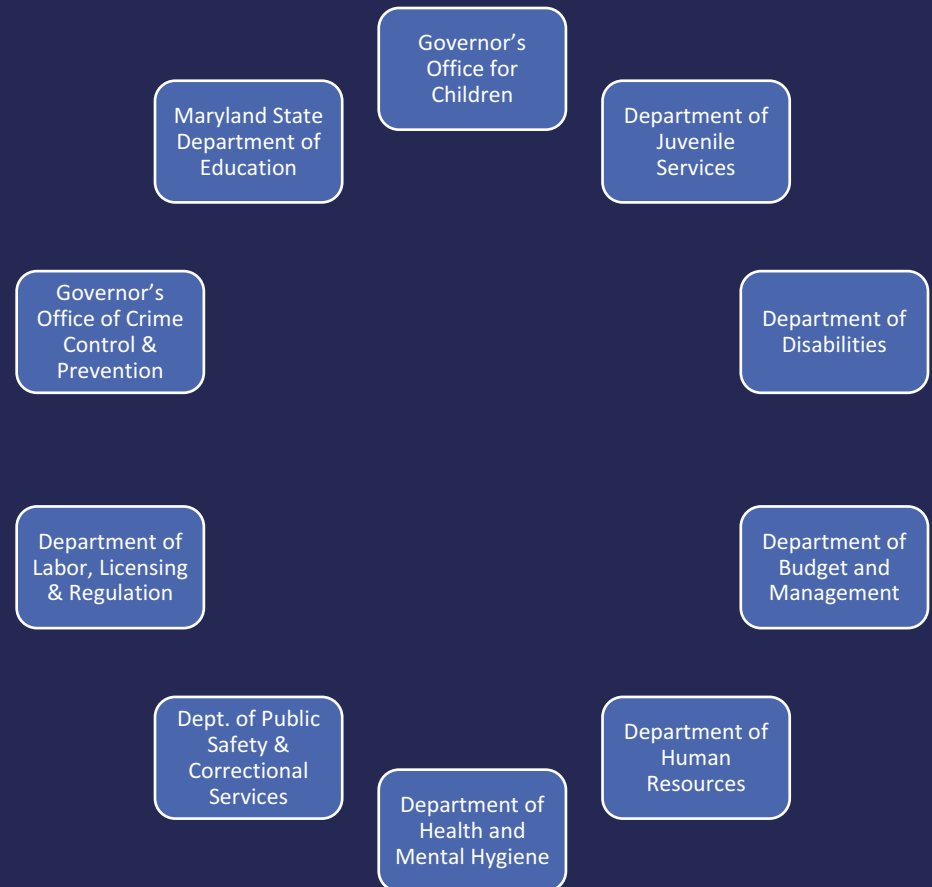 Governor’s
Office for
Children
Department of
Juvenile
Services
Department of
Disabilities
Department of
Budget and
Management
Department of
Human
Resources
Department of
Health and
Mental Hygiene
Dept. of Public
Safety &
Correctional
Services
Department of
Labor, Licensing
& Regulation
Governor’s
Office of Crime
Control &
Prevention
Maryland State
Department of
Education